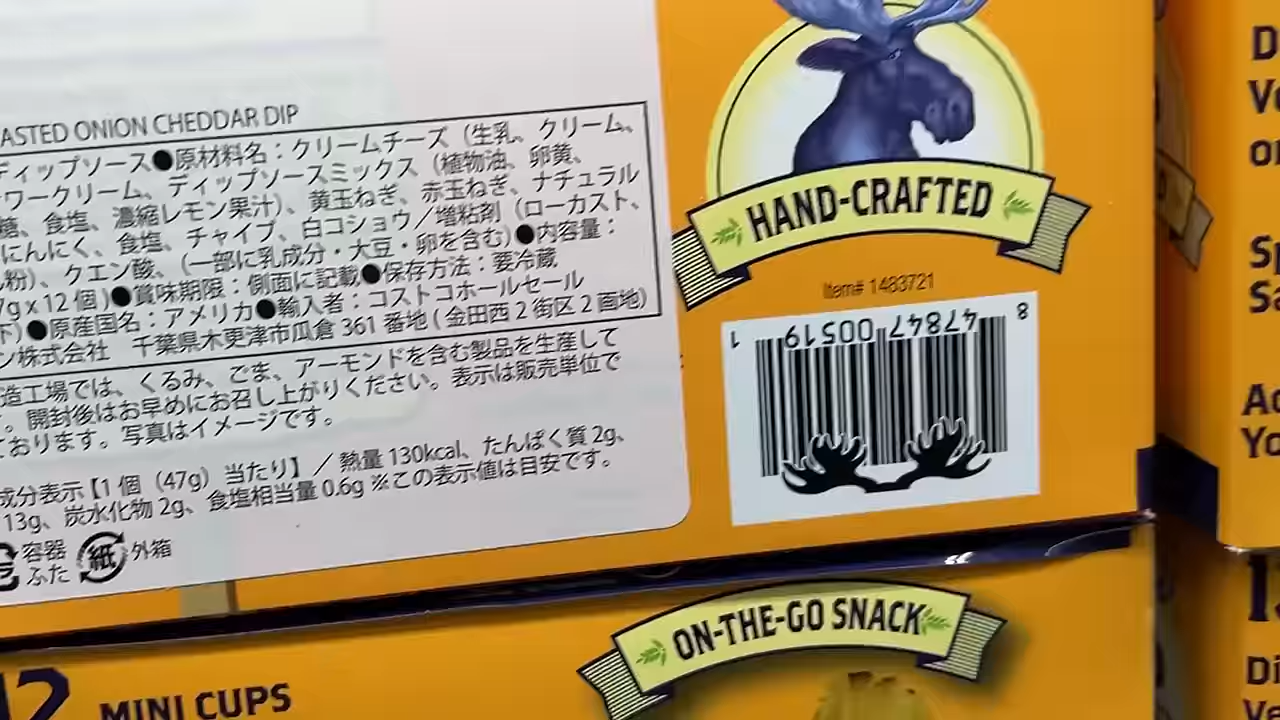 ASTED ONION CHEDDAR DIP
ディップソース●原材料名：クリームチーズ（生乳、クリーム、
ワークリーム、ディップソースミックス（植物油、卵黄、
糖、食塩、濃縮レモン果汁）、黄玉ねぎ、赤玉ねぎ、ナチュラル
にんにく、食塩、チャイブ、白コショウ／増粘剤（ローカスト、
粉）、クエン酸、（一部に乳成分・大豆・卵を含む）●内容量：
7g x 12 個）●賞味期限：側面に記載●保存方法：要冷蔵
下）●原産国名：アメリカ●輸入者：コストコホールセール
ン株式会社　千葉県木更津市瓜倉 361 番地（金田西 2 街区 2 画地）
造工場では、くるみ、ごま、アーモンドを含む製品を生産して
。開封後はお早めにお召し上がりください。表示は販売単位で
ております。写真はイメージです。
成分表示【1 個（47g）当たり】／熱量 130kcal、たんぱく質 2g、
13g、炭水化物 2g、食塩相当量 0.6g ※この表示値は目安です。
容器
ふた
紙
外箱
HAND-CRAFTED
Item# 1483721
8 47847 00519 1
ON-THE-GO SNACK
12 MINI CUPS
D
V
o
Sp
S
A
Yo
1
Di
Ve